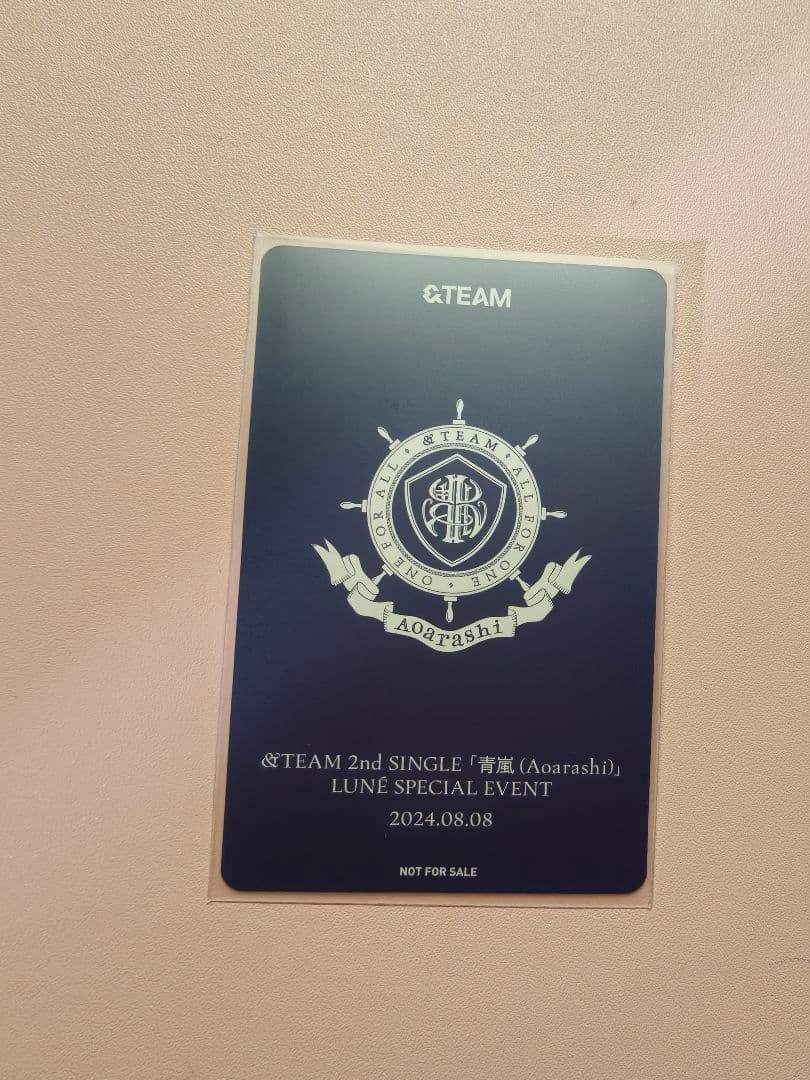 &TEAM
&TEAM ⬧ ALL FOR ONE ⬧ ONE FOR ALL ⬧
Aoarashi
&TEAM 2nd SINGLE「青嵐 (Aoarashi)」
LUNÉ SPECIAL EVENT
2024.08.08
NOT FOR SALE